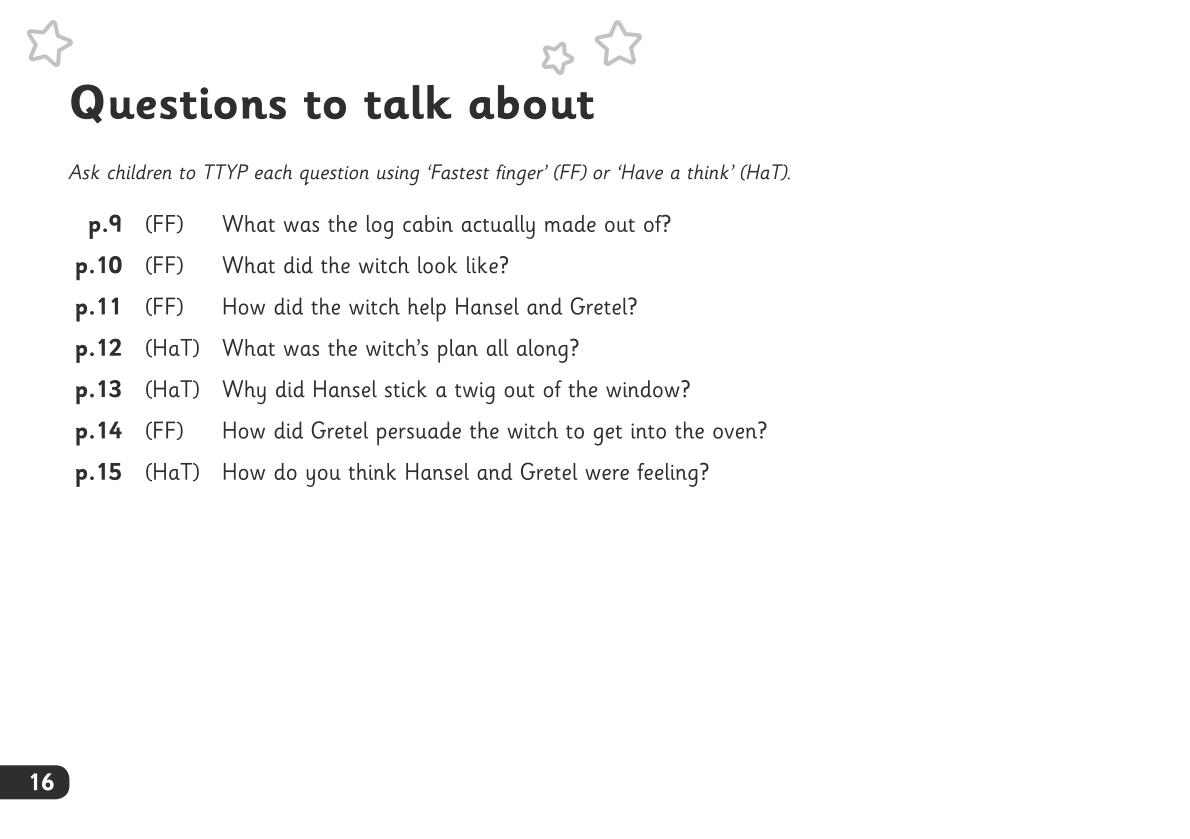 Questions to talk about
Ask children to TTYP each question using ‘Fastest finger’ (FF) or ‘Have a think’ (HaT).
p.9 (FF) What was the log cabin actually made out of?
p.10 (FF) What did the witch look like?
p.11 (FF) How did the witch help Hansel and Gretel?
p.12 (HaT) What was the witch’s plan all along?
p.13 (HaT) Why did Hansel stick a twig out of the window?
p.14 (FF) How did Gretel persuade the witch to get into the oven?
p.15 (HaT) How do you think Hansel and Gretel were feeling?
16